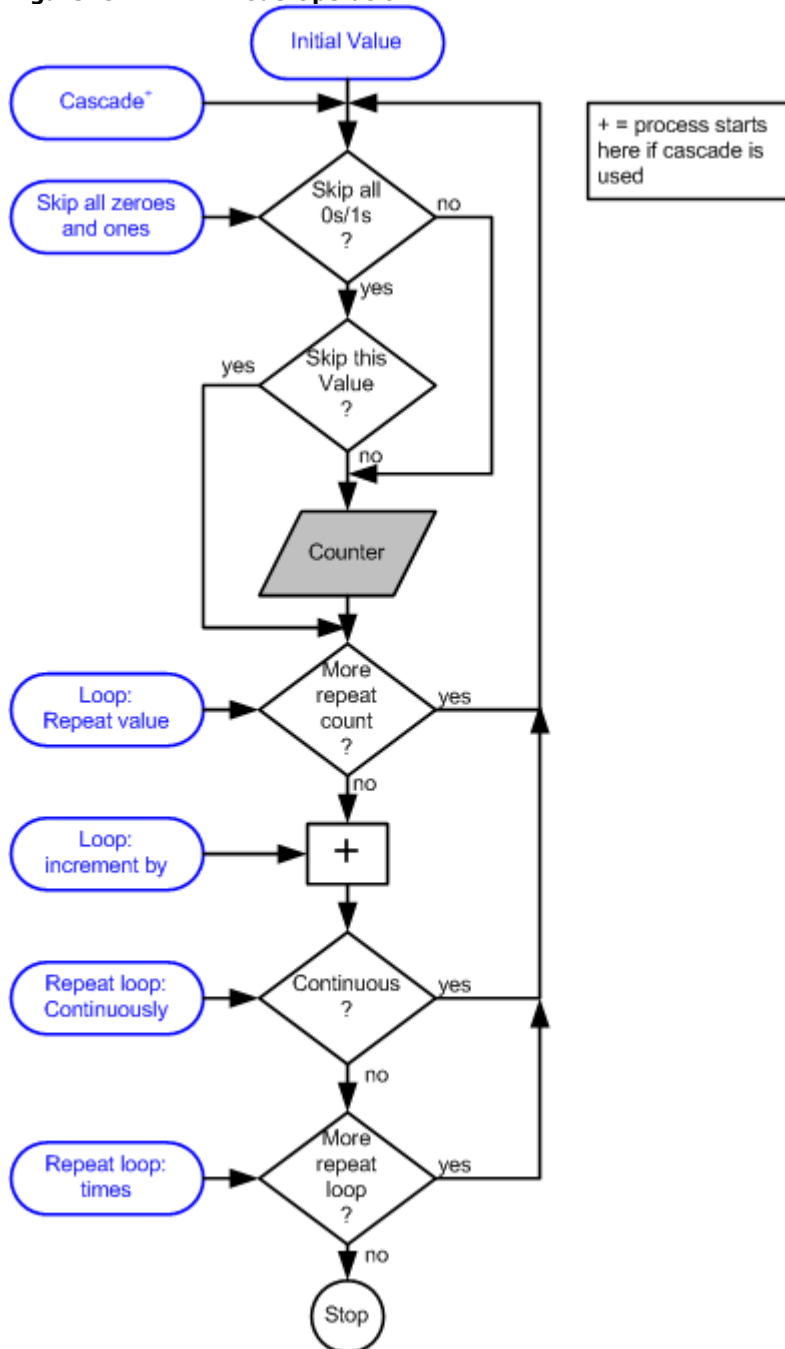 Initial Value
Cascade+
+ = process starts
here if cascade is
used
Skip all zeroes
and ones
Skip all
0s/1s
?
no
yes
Skip this
Value
?
yes
no
Counter
Loop:
Repeat value
More
repeat
count
?
yes
no
Loop:
increment by
+
Repeat loop:
Continuously
Continuous
?
yes
no
Repeat loop:
times
More
repeat
loop
?
yes
no
Stop